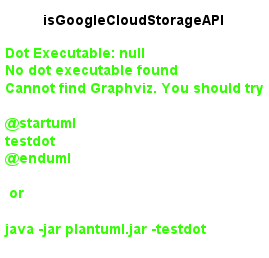 isGoogleCloudStorageAPI
Dot Executable: null
No dot executable found
Cannot find Graphviz. You should try
@startuml
testdot
@enduml
or
java -jar plantuml.jar -testdot